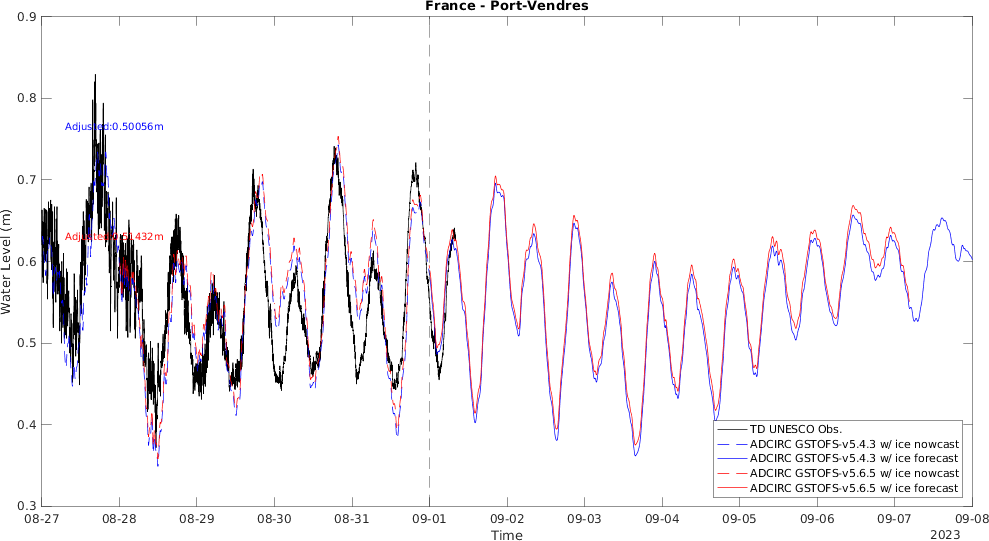 France - Port-Vendres
0.9
0.8
0.7
0.6
0.5
0.4
0.3
Water Level (m)
Adjusted:0.50056m
08-27
08-28
08-29
08-30
08-31
09-01
09-02
09-03
09-04
09-05
09-06
09-07
09-08
2023
Time
TD UNESCO Obs.
ADCIRC GSTOFS-v5.4.3 w/ ice nowcast
ADCIRC GSTOFS-v5.4.3 w/ ice forecast
ADCIRC GSTOFS-v5.6.5 w/ ice nowcast
ADCIRC GSTOFS-v5.6.5 w/ ice forecast